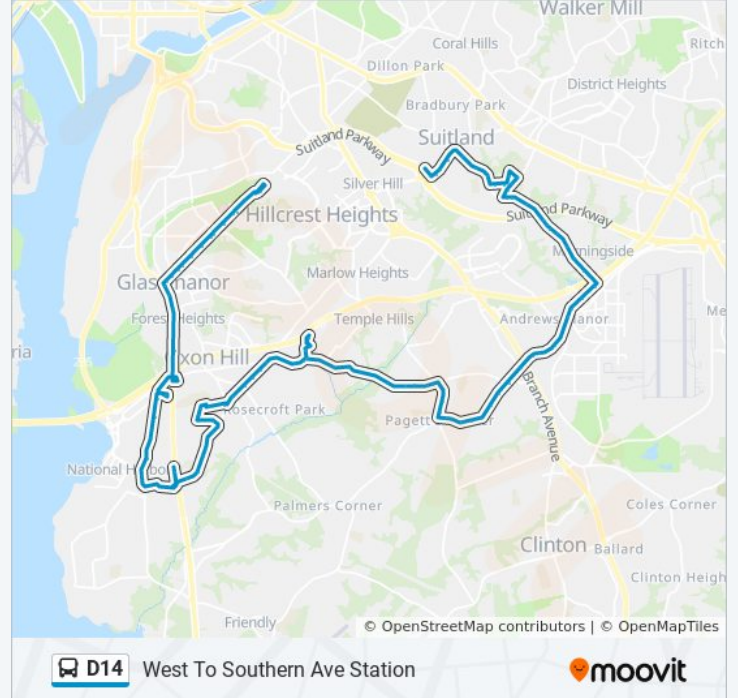 Walker Mill
Coral Hills
Ritch
Dillon Park
District Heights
Bradbury Park
Suitland
Suitland Parkway
Silver Hill
Hillcrest Heights
Suitland Parkway
Morningside
Glassmanor
Marlow Heights
Forest Heights
Temple Hills
Andrews Manor
Me
ria
295
Oxon Hill
Branch Avenue
Rosecroft Park
Pagett Corner
National Harbor
Palmers Corner
Coles Corner
Clinton
Ballard
Clinton Heigh
Friendly
© OpenStreetMap contributors | © OpenMapTiles
D14 West To Southern Ave Station
moovit